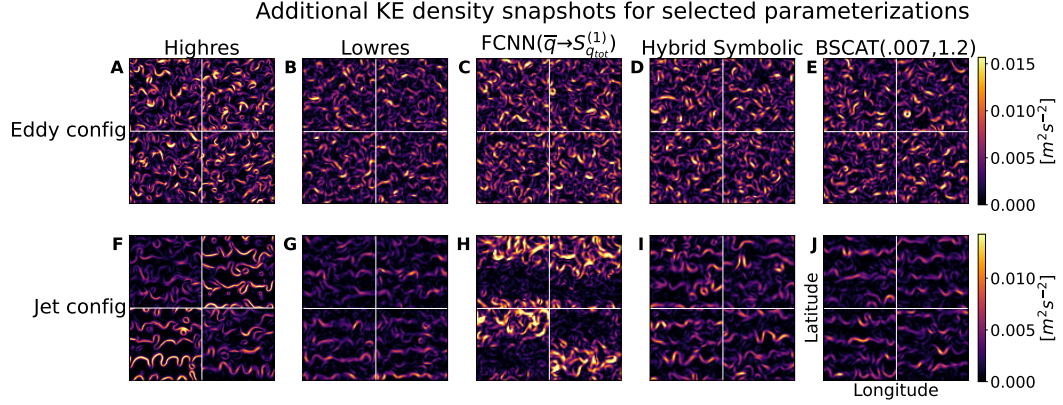 Additional KE density snapshots for selected parameterizations
Highres
Lowres
FCNN(q̅→S_{q_{tot}}^{(1)})
Hybrid Symbolic
BSCAT(.007,1.2)
A
B
C
D
E
Eddy config
0.015
0.010
0.005
0.000
[m²s⁻²]
F
G
H
I
J
Jet config
0.010
0.005
0.000
[m²s⁻²]
Latitude
Longitude